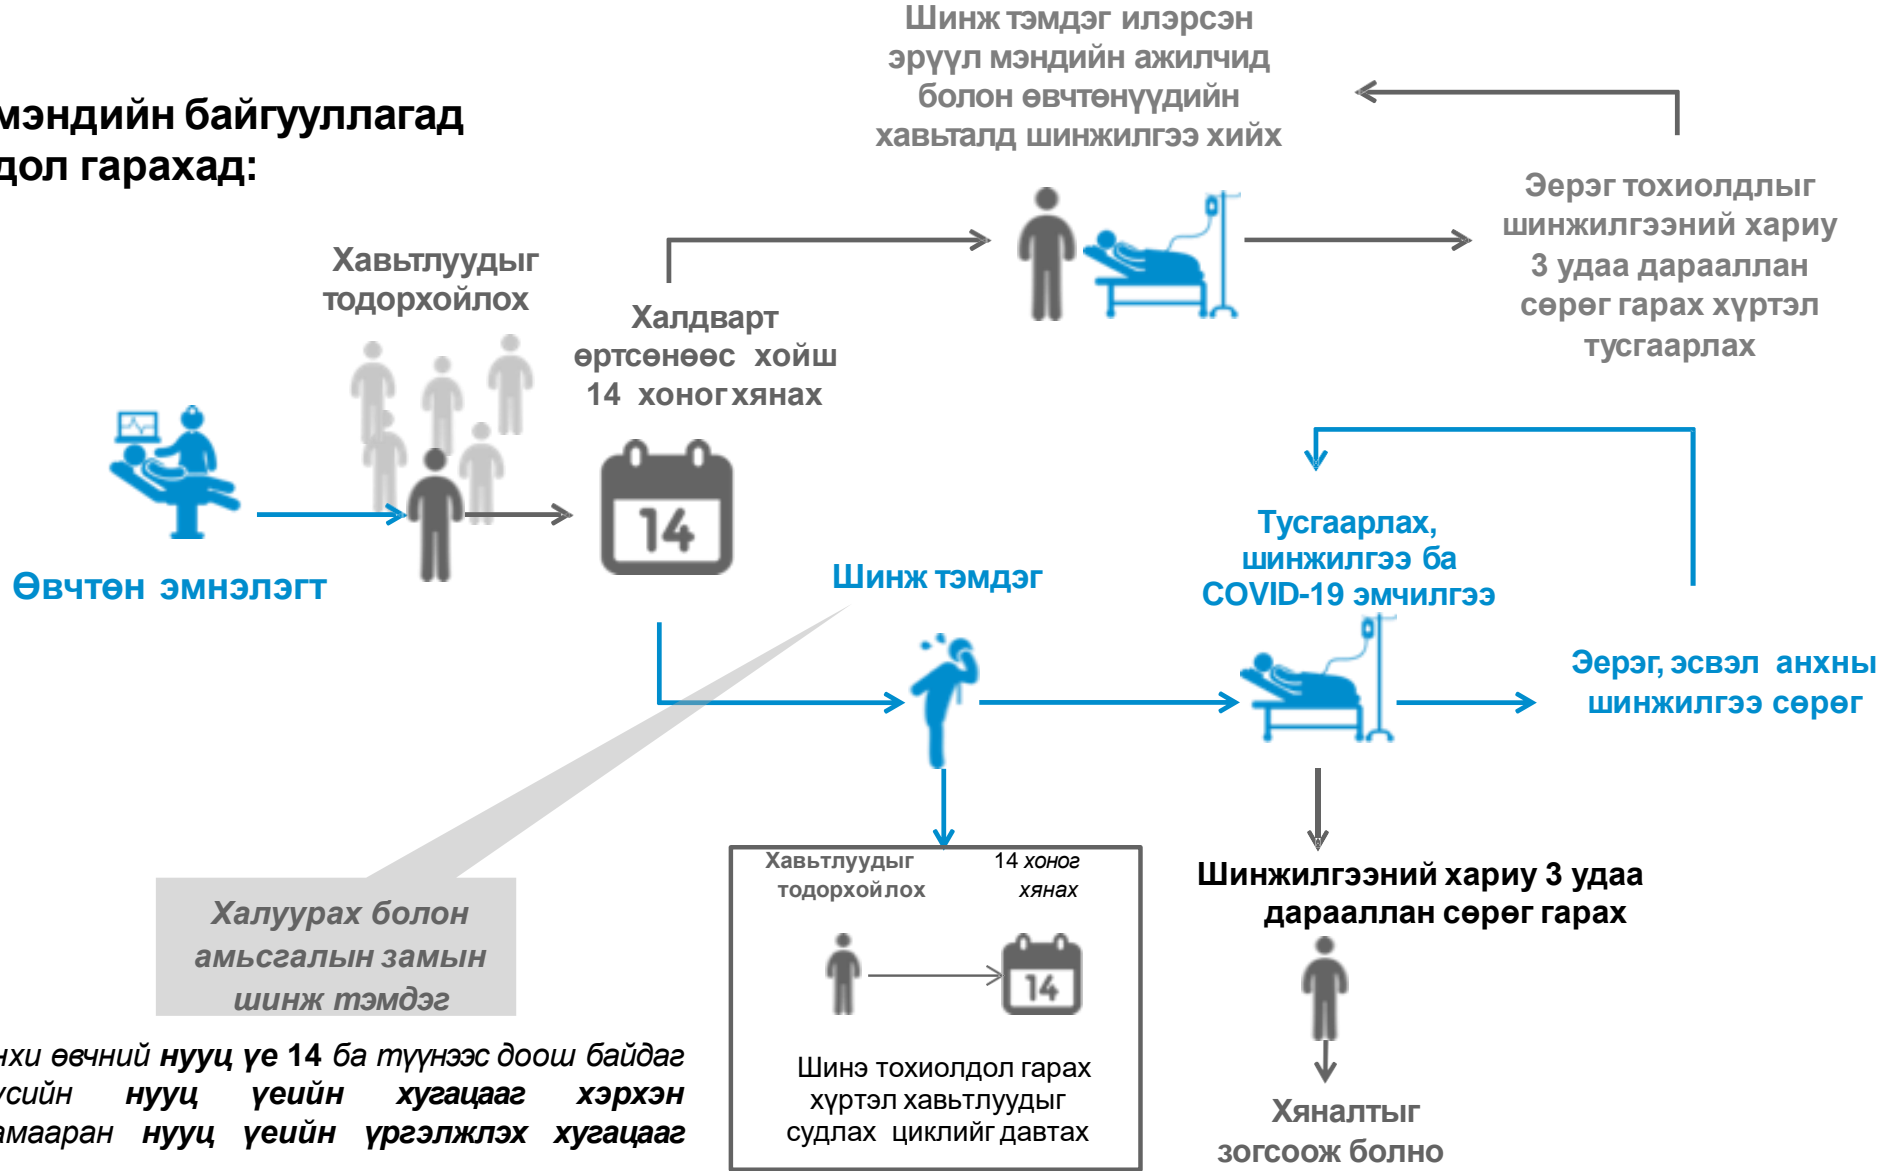 Шинж тэмдэг илэрсэн
эрүүл мэндийн ажилчид
болон өвчтөнүүдийн
хавьталд шинжилгээ хийх
мэндийн байгууллагад
дол гарахад:
Эерэг тохиолдлыг
шинжилгээний хариу
3 удаа дарааллан
сөрөг гарах хүртэл
тусгаарлах
Хавьтлуудыг
тодорхойлох
Халдварт
өртсөнөөс хойш
14 хоног хянах
14
Өвчтөн эмнэлэгт
Шинж тэмдэг
Тусгаарлах,
шинжилгээ ба
COVID-19 эмчилгээ
Эерэг, эсвэл анхны
шинжилгээ сөрөг
Халуурах болон
амьсгалын замын
шинж тэмдэг
Хавьтлуудыг
тодорхойлох
14 хоног
хянах
14
Шинэ тохиолдол гарах
хүртэл хавьтлуудыг
судлах циклийг давтах
Шинжилгээний хариу 3 удаа
дарааллан сөрөг гарах
Хяналтыг
зогсоож болно
нхи өвчний нууц үе 14 ба түүнээс доош байдаг
усийн нууц үеийн хугацааг хэрхэн
амааран нууц үеийн үргэлжлэх хугацааг